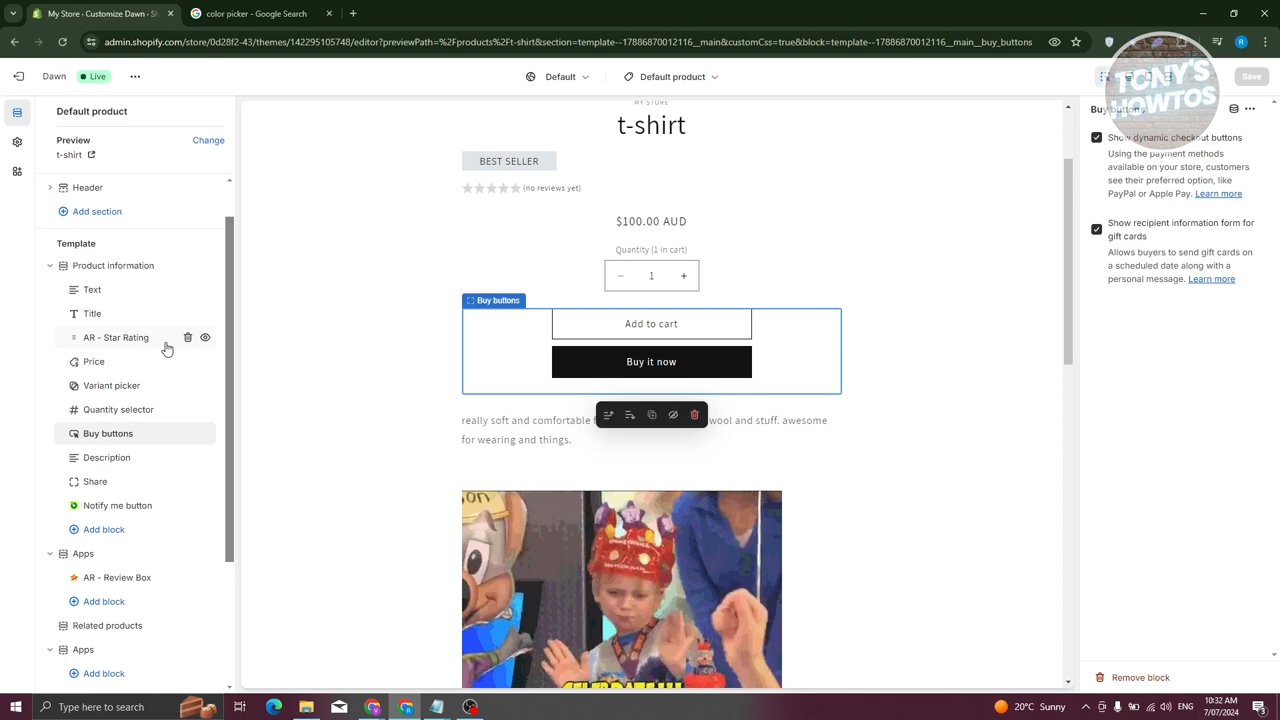 My Store · Customize Dawn · S
color picker - Google Search
admin.shopify.com/store/0d28f2-43/themes/142295105748/editor?previewPath=%2Fproducts%2Ft-shirt&section=template--17886870012116__main&customCss=true&block=template--17886870012116__main__buy_buttons
R
Dawn
Live
Default
Default product
Save
TONY'S
HOWTOS
Default product
Preview
Change
t-shirt
Header
Add section
Template
Product information
Text
Title
AR - Star Rating
Price
Variant picker
Quantity selector
Buy buttons
Description
Share
Notify me button
Add block
Apps
AR - Review Box
Add block
Related products
Apps
Add block
MY STORE
t-shirt
BEST SELLER
(no reviews yet)
$100.00 AUD
Quantity (1 in cart)
1
Buy buttons
Add to cart
Buy it now
really soft and comfortable wool and stuff. awesome
for wearing and things.
Show dynamic checkout buttons
Using the payment methods
available on your store, customers
see their preferred option, like
PayPal or Apple Pay. Learn more
Show recipient information form for
gift cards
Allows buyers to send gift cards on
a scheduled date along with a
personal message. Learn more
Remove block
Type here to search
20°C Sunny
ENG
10:32 AM
7/07/2024
3